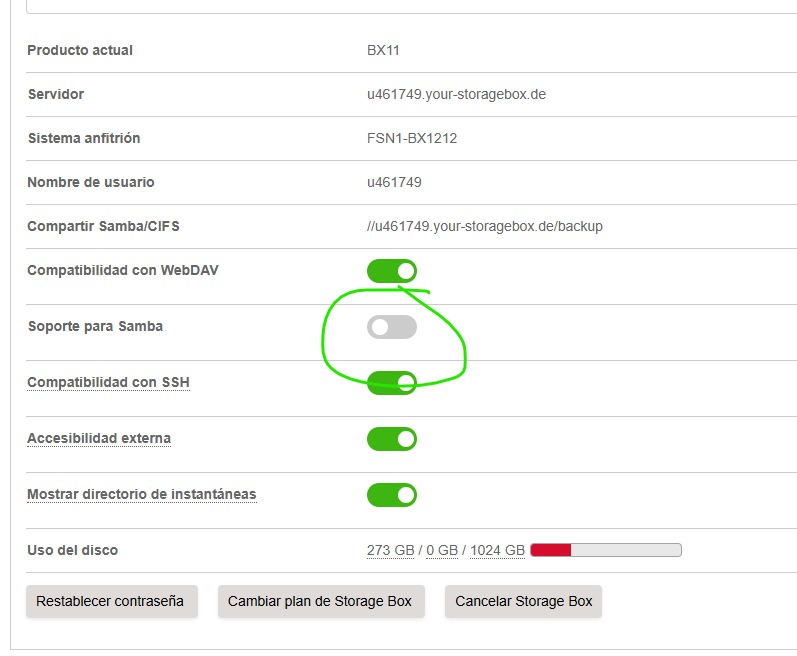 Producto actual BX11
Servidor u461749.your-storagebox.de
Sistema anfitrión FSN1-BX1212
Nombre de usuario u461749
Compartir Samba/CIFS //u461749.your-storagebox.de/backup
Compatibilidad con WebDAV
Soporte para Samba
Compatibilidad con SSH
Accesibilidad externa
Mostrar directorio de instantáneas
Uso del disco 273 GB / 0 GB / 1024 GB
Restablecer contraseña Cambiar plan de Storage Box Cancelar Storage Box